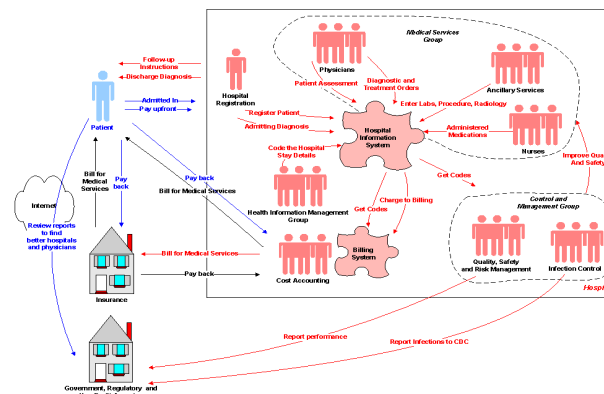 Medical Services
Group
Follow-up
Instructions
Discharge Diagnosis
Physicians
Patient Assessment
Diagnostic and
Treatment Orders
Ancillary Services
Enter Labs, Procedure, Radiology
Hospital
Registration
Admitted In
Pay upfront
Patient
Register Patient
Admitting Diagnosis
Hospital
Information
System
Administered
Medications
Nurses
Code the Hospital
Stay Details
Improve Qua
And Safety
Bill for
Medical
Services
Pay
back
Pay
back
Bill for Medical Services
Get Codes
Charge to Billing
Get Codes
Health Information Management
Group
Control and
Management Group
Internet
Review reports
to find
better hospitals
and physicians
Bill for Medical Services
Pay back
Insurance
Cost Accounting
Billing
System
Quality, Safety
and Risk Management
Infection Control
Hospi
Report performance
Report Infections to CDC
Government, Regulatory and